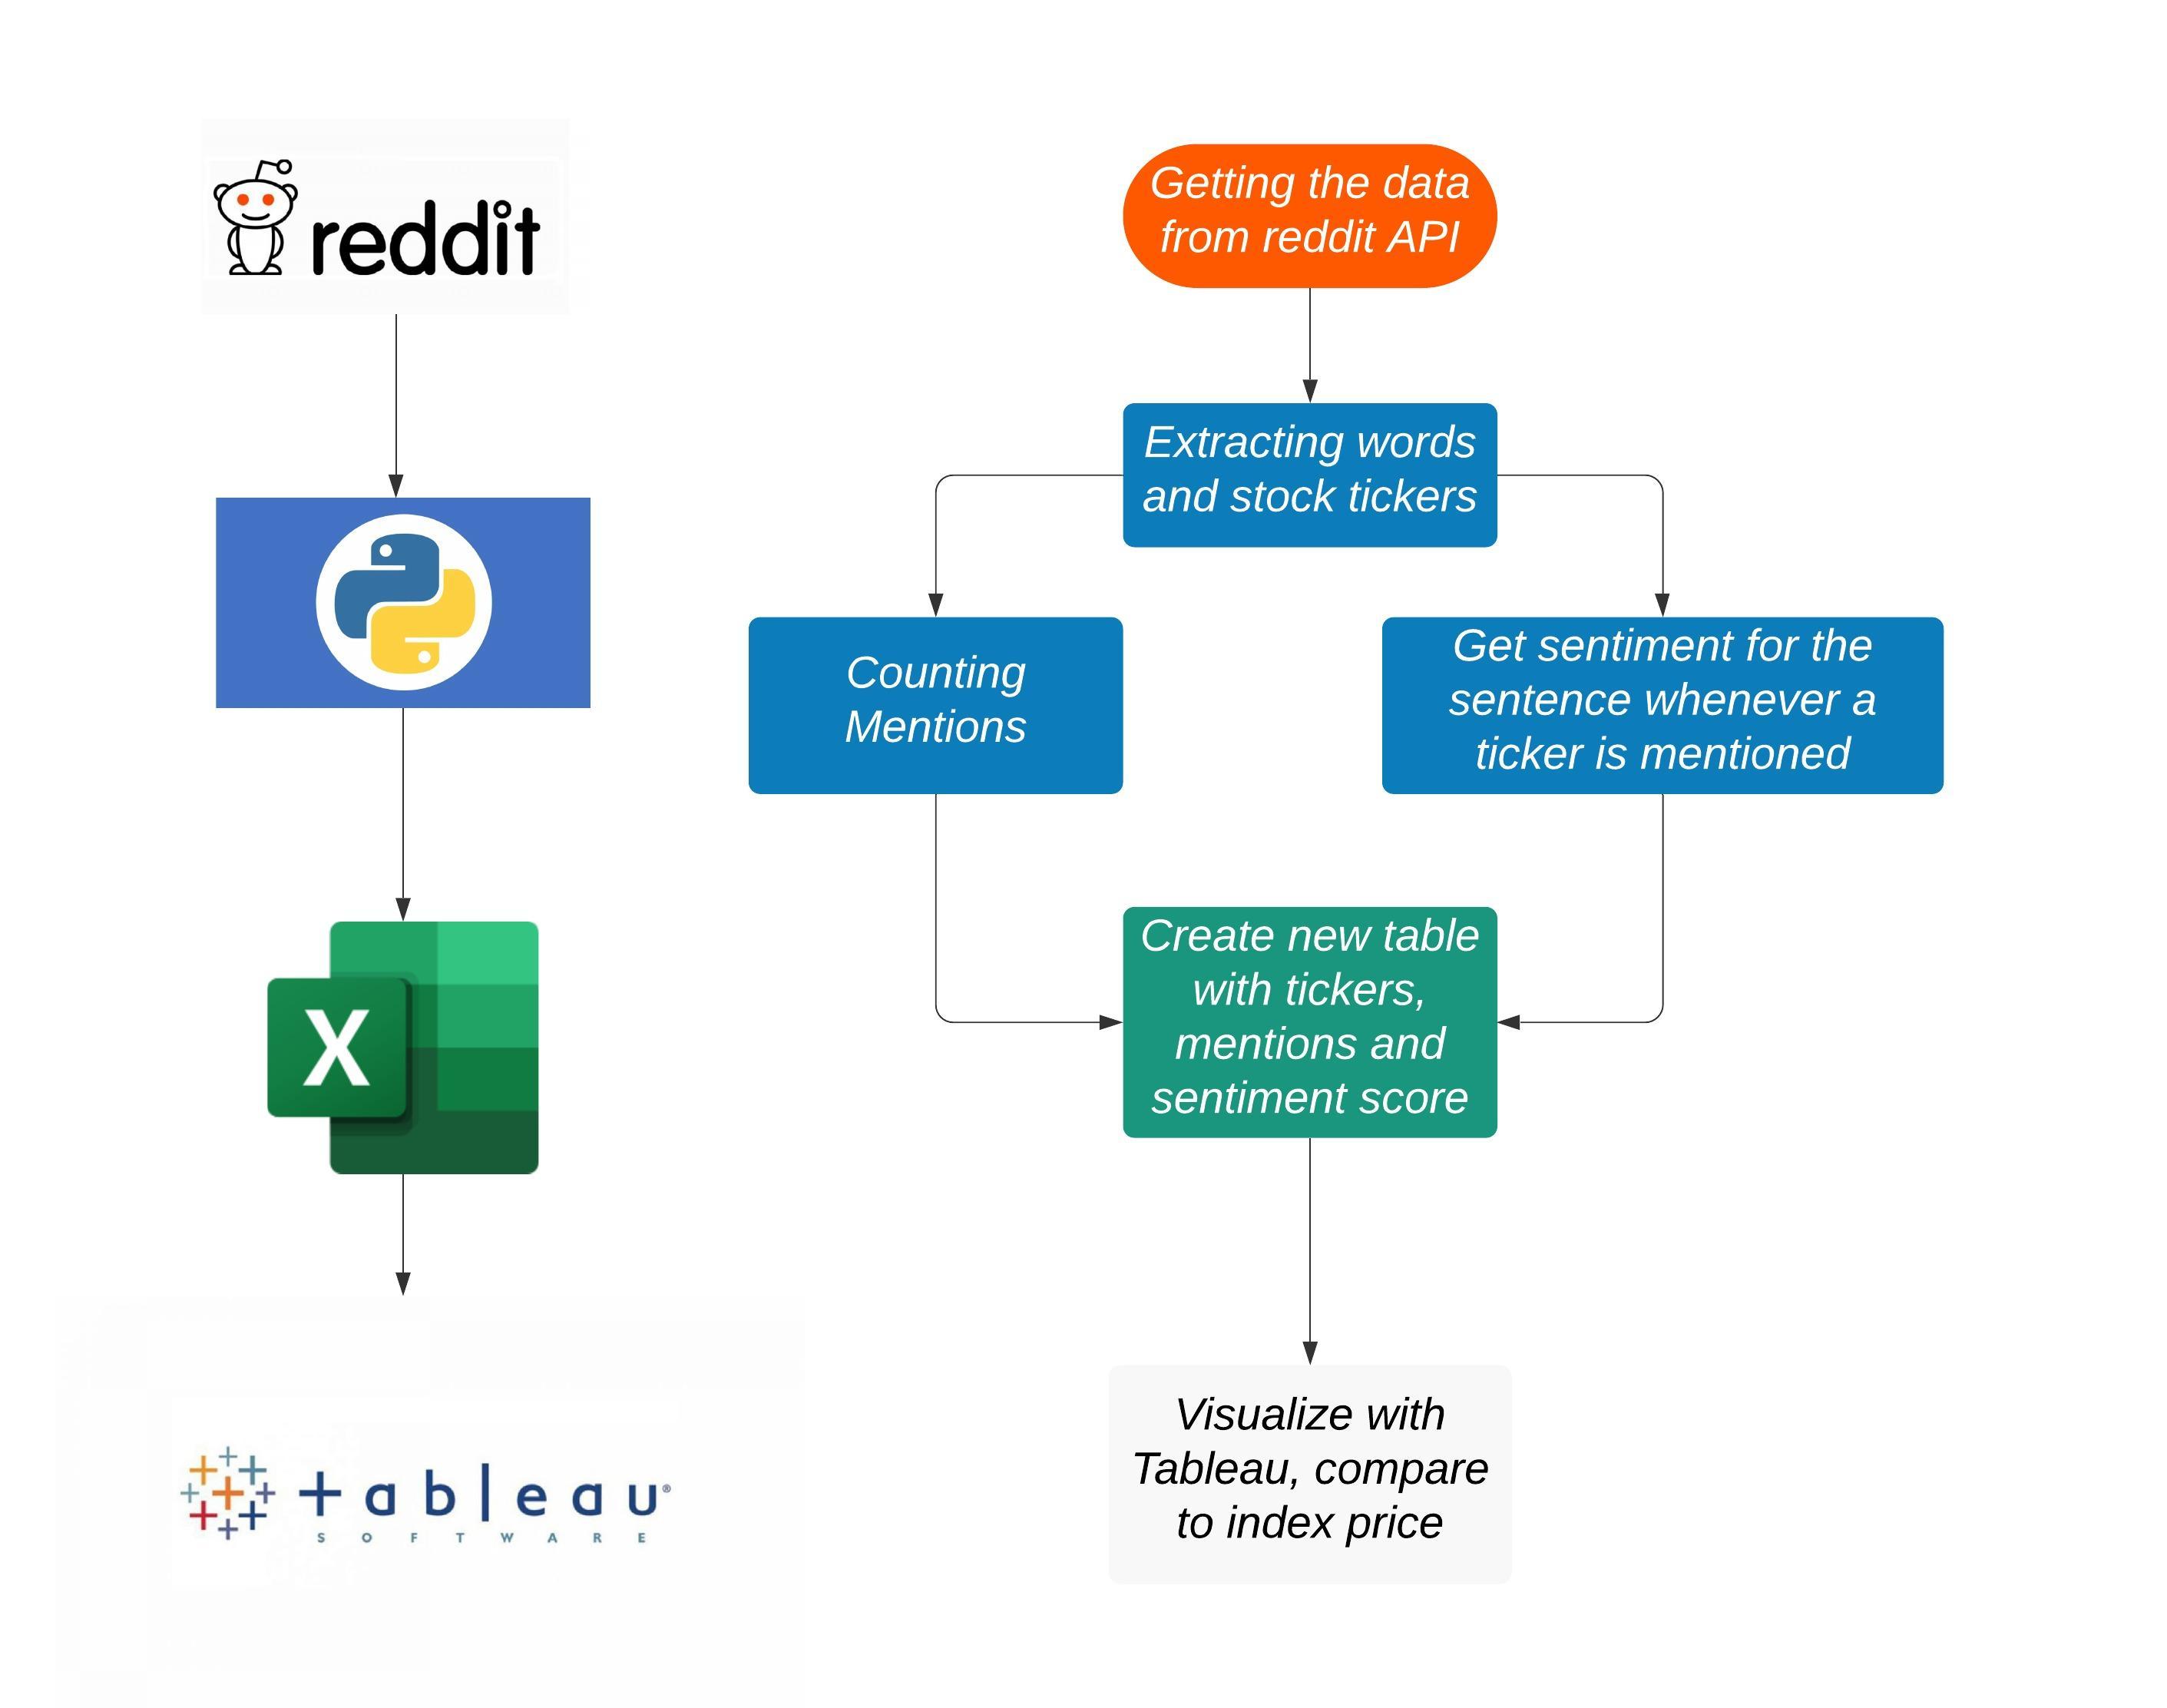 reddit
X
tableau®
SOFTWARE
Getting the data
from reddit API
Extracting words
and stock tickers
Counting
Mentions
Get sentiment for the
sentence whenever a
ticker is mentioned
Create new table
with tickers,
mentions and
sentiment score
Visualize with
Tableau, compare
to index price